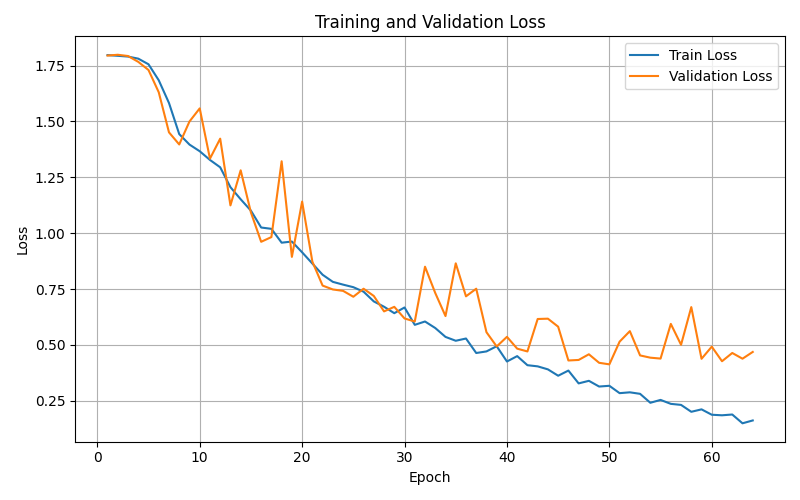 Training and Validation Loss
Train Loss
Validation Loss
1.75
1.50
1.25
1.00
0.75
0.50
0.25
Loss
0 10 20 30 40 50 60
Epoch